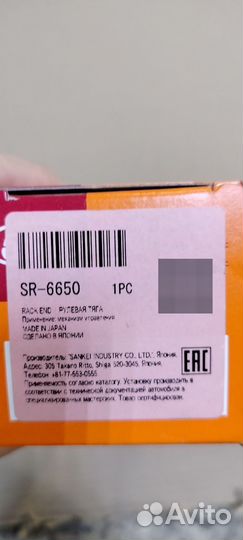 SR-6650 1PC
RACK END РУЛЕВАЯ ТЯГА
Применение: механизм управления
MADE IN JAPAN
СДЕЛАНО В ЯПОНИИ
Производитель: "SANKEI INDUSTRY CO., LTD.", Япония,
Адрес: 305 Takano Ritto, Shiga 520-3045, Япония,
Телефон: +81-77-553-0555
Применяемость согласно каталогу. Установку производить в
соответствии с технической документацией автомобиля в
специализированных мастерских. Товар сертифицирован.
EAC
Avito